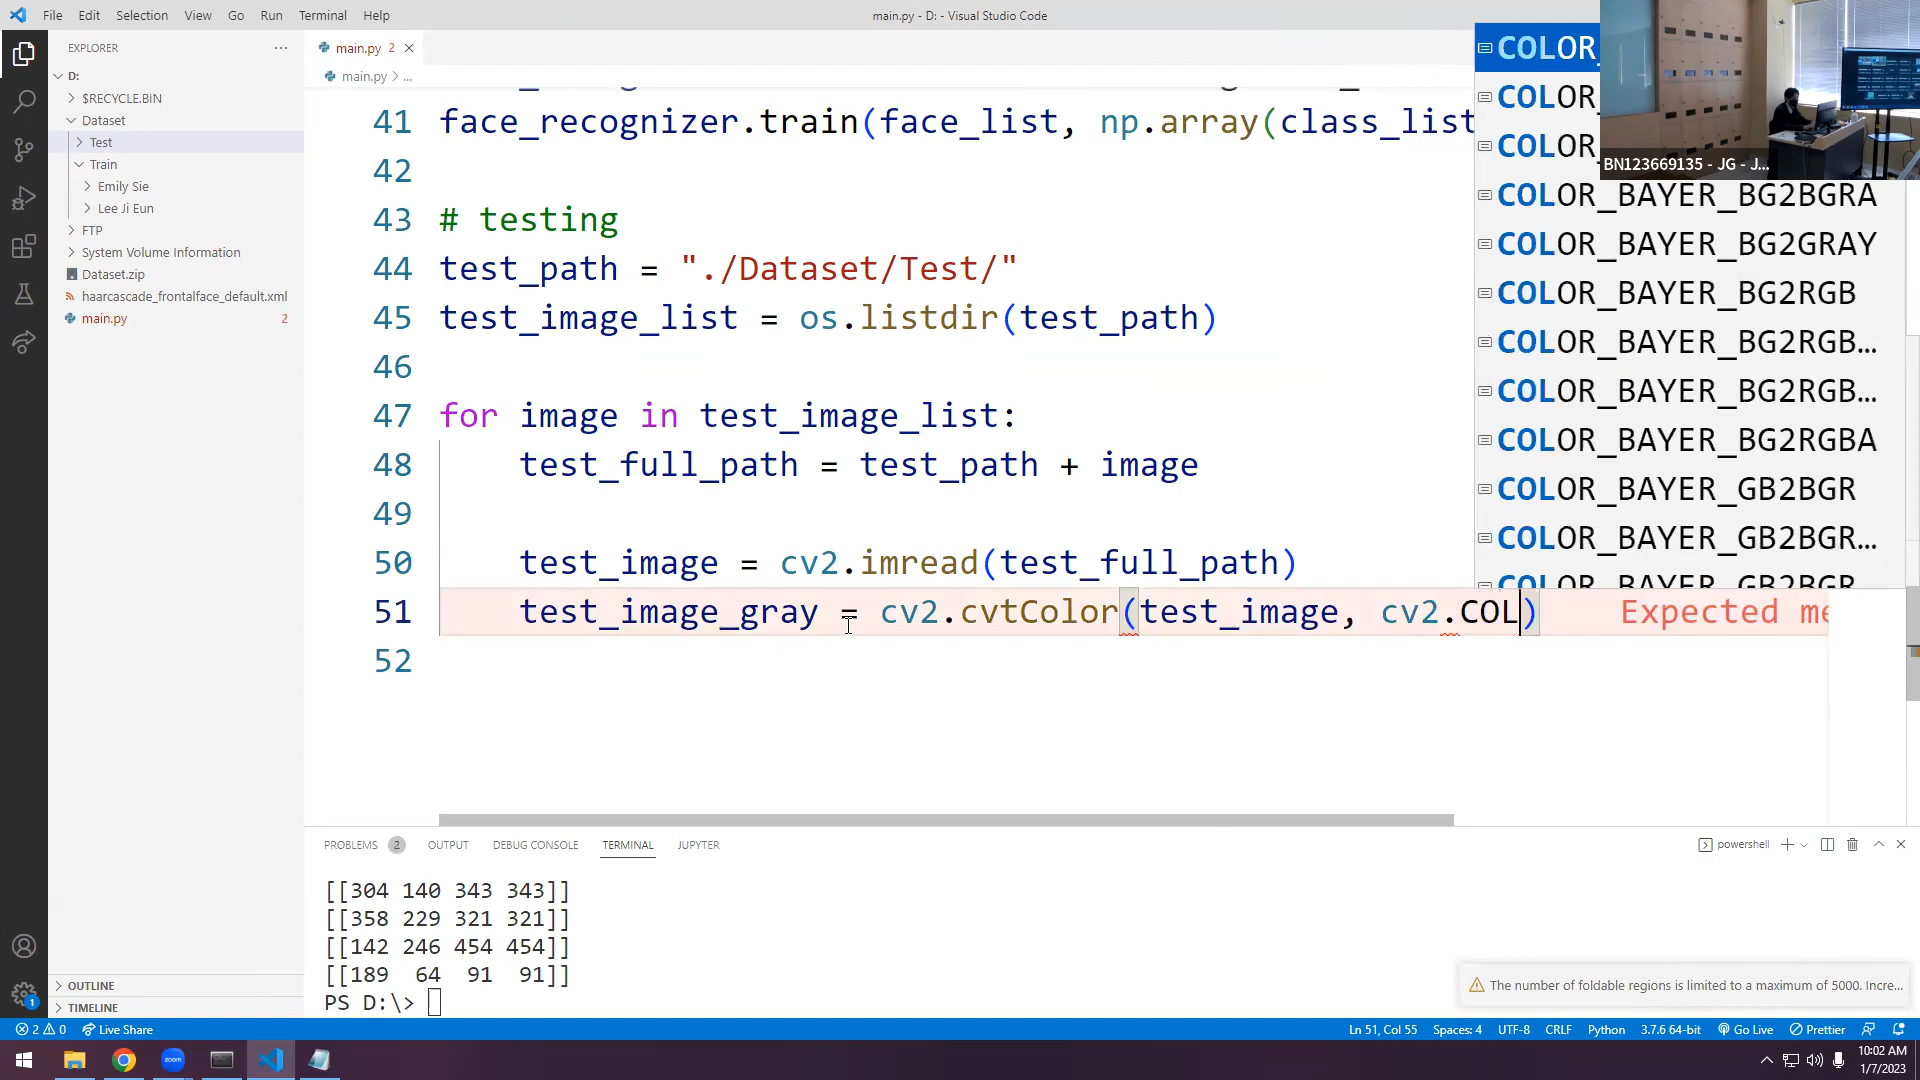 File Edit Selection View Go Run Terminal Help
main.py - D: - Visual Studio Code
EXPLORER
D:
$RECYCLE.BIN
Dataset
Test
Train
Emily Sie
Lee Ji Eun
FTP
System Volume Information
Dataset.zip
haarcascade_frontalface_default.xml
main.py 2
OUTLINE
TIMELINE
main.py 2
main.py > ...
41 face_recognizer.train(face_list, np.array(class_list
42
43 # testing
44 test_path = "./Dataset/Test/"
45 test_image_list = os.listdir(test_path)
46
47 for image in test_image_list:
48 test_full_path = test_path + image
49
50 test_image = cv2.imread(test_full_path)
51 test_image_gray = cv2.cvtColor(test_image, cv2.COL) Expected me
52
COLOR_
COLOR_
COLOR_
COLOR_BAYER_BG2BGRA
COLOR_BAYER_BG2GRAY
COLOR_BAYER_BG2RGB
COLOR_BAYER_BG2RGB...
COLOR_BAYER_BG2RGB...
COLOR_BAYER_BG2RGBA
COLOR_BAYER_GB2BGR
COLOR_BAYER_GB2BGR...
COLOR_BAYER_GB2BGR
BN123669135 - JG - J...
PROBLEMS 2 OUTPUT DEBUG CONSOLE TERMINAL JUPYTER
powershell
[[304 140 343 343]]
[[358 229 321 321]]
[[142 246 454 454]]
[[189 64 91 91]]
PS D:\>
The number of foldable regions is limited to a maximum of 5000. Incre...
2 0 Live Share
Ln 51, Col 55 Spaces: 4 UTF-8 CRLF Python 3.7.6 64-bit Go Live Prettier
1
zoom
10:02 AM
1/7/2023